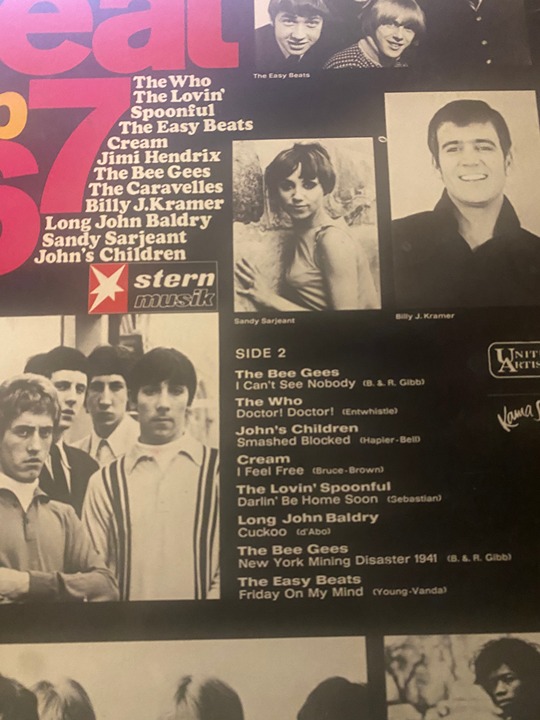 eat
67
The Who
The Lovin'
Spoonful
The Easy Beats
Cream
Jimi Hendrix
The Bee Gees
The Caravelles
Billy J. Kramer
Long John Baldry
Sandy Sarjeant
John's Children
stern
musik
The Easy Beats
Sandy Sarjeant
Billy J. Kramer
SIDE 2
The Bee Gees
I Can't See Nobody (B. & R. Gibb)
The Who
Doctor! Doctor! (Entwhistle)
John's Children
Smashed Blocked (Hapier-Bell)
Cream
I Feel Free (Bruce-Brown)
The Lovin' Spoonful
Darlin' Be Home Soon (Sebastian)
Long John Baldry
Cuckoo (d'Abo)
The Bee Gees
New York Mining Disaster 1941 (B. & R. Gibb)
The Easy Beats
Friday On My Mind (Young-Vanda)
UNIT
ARTIS
Kama S